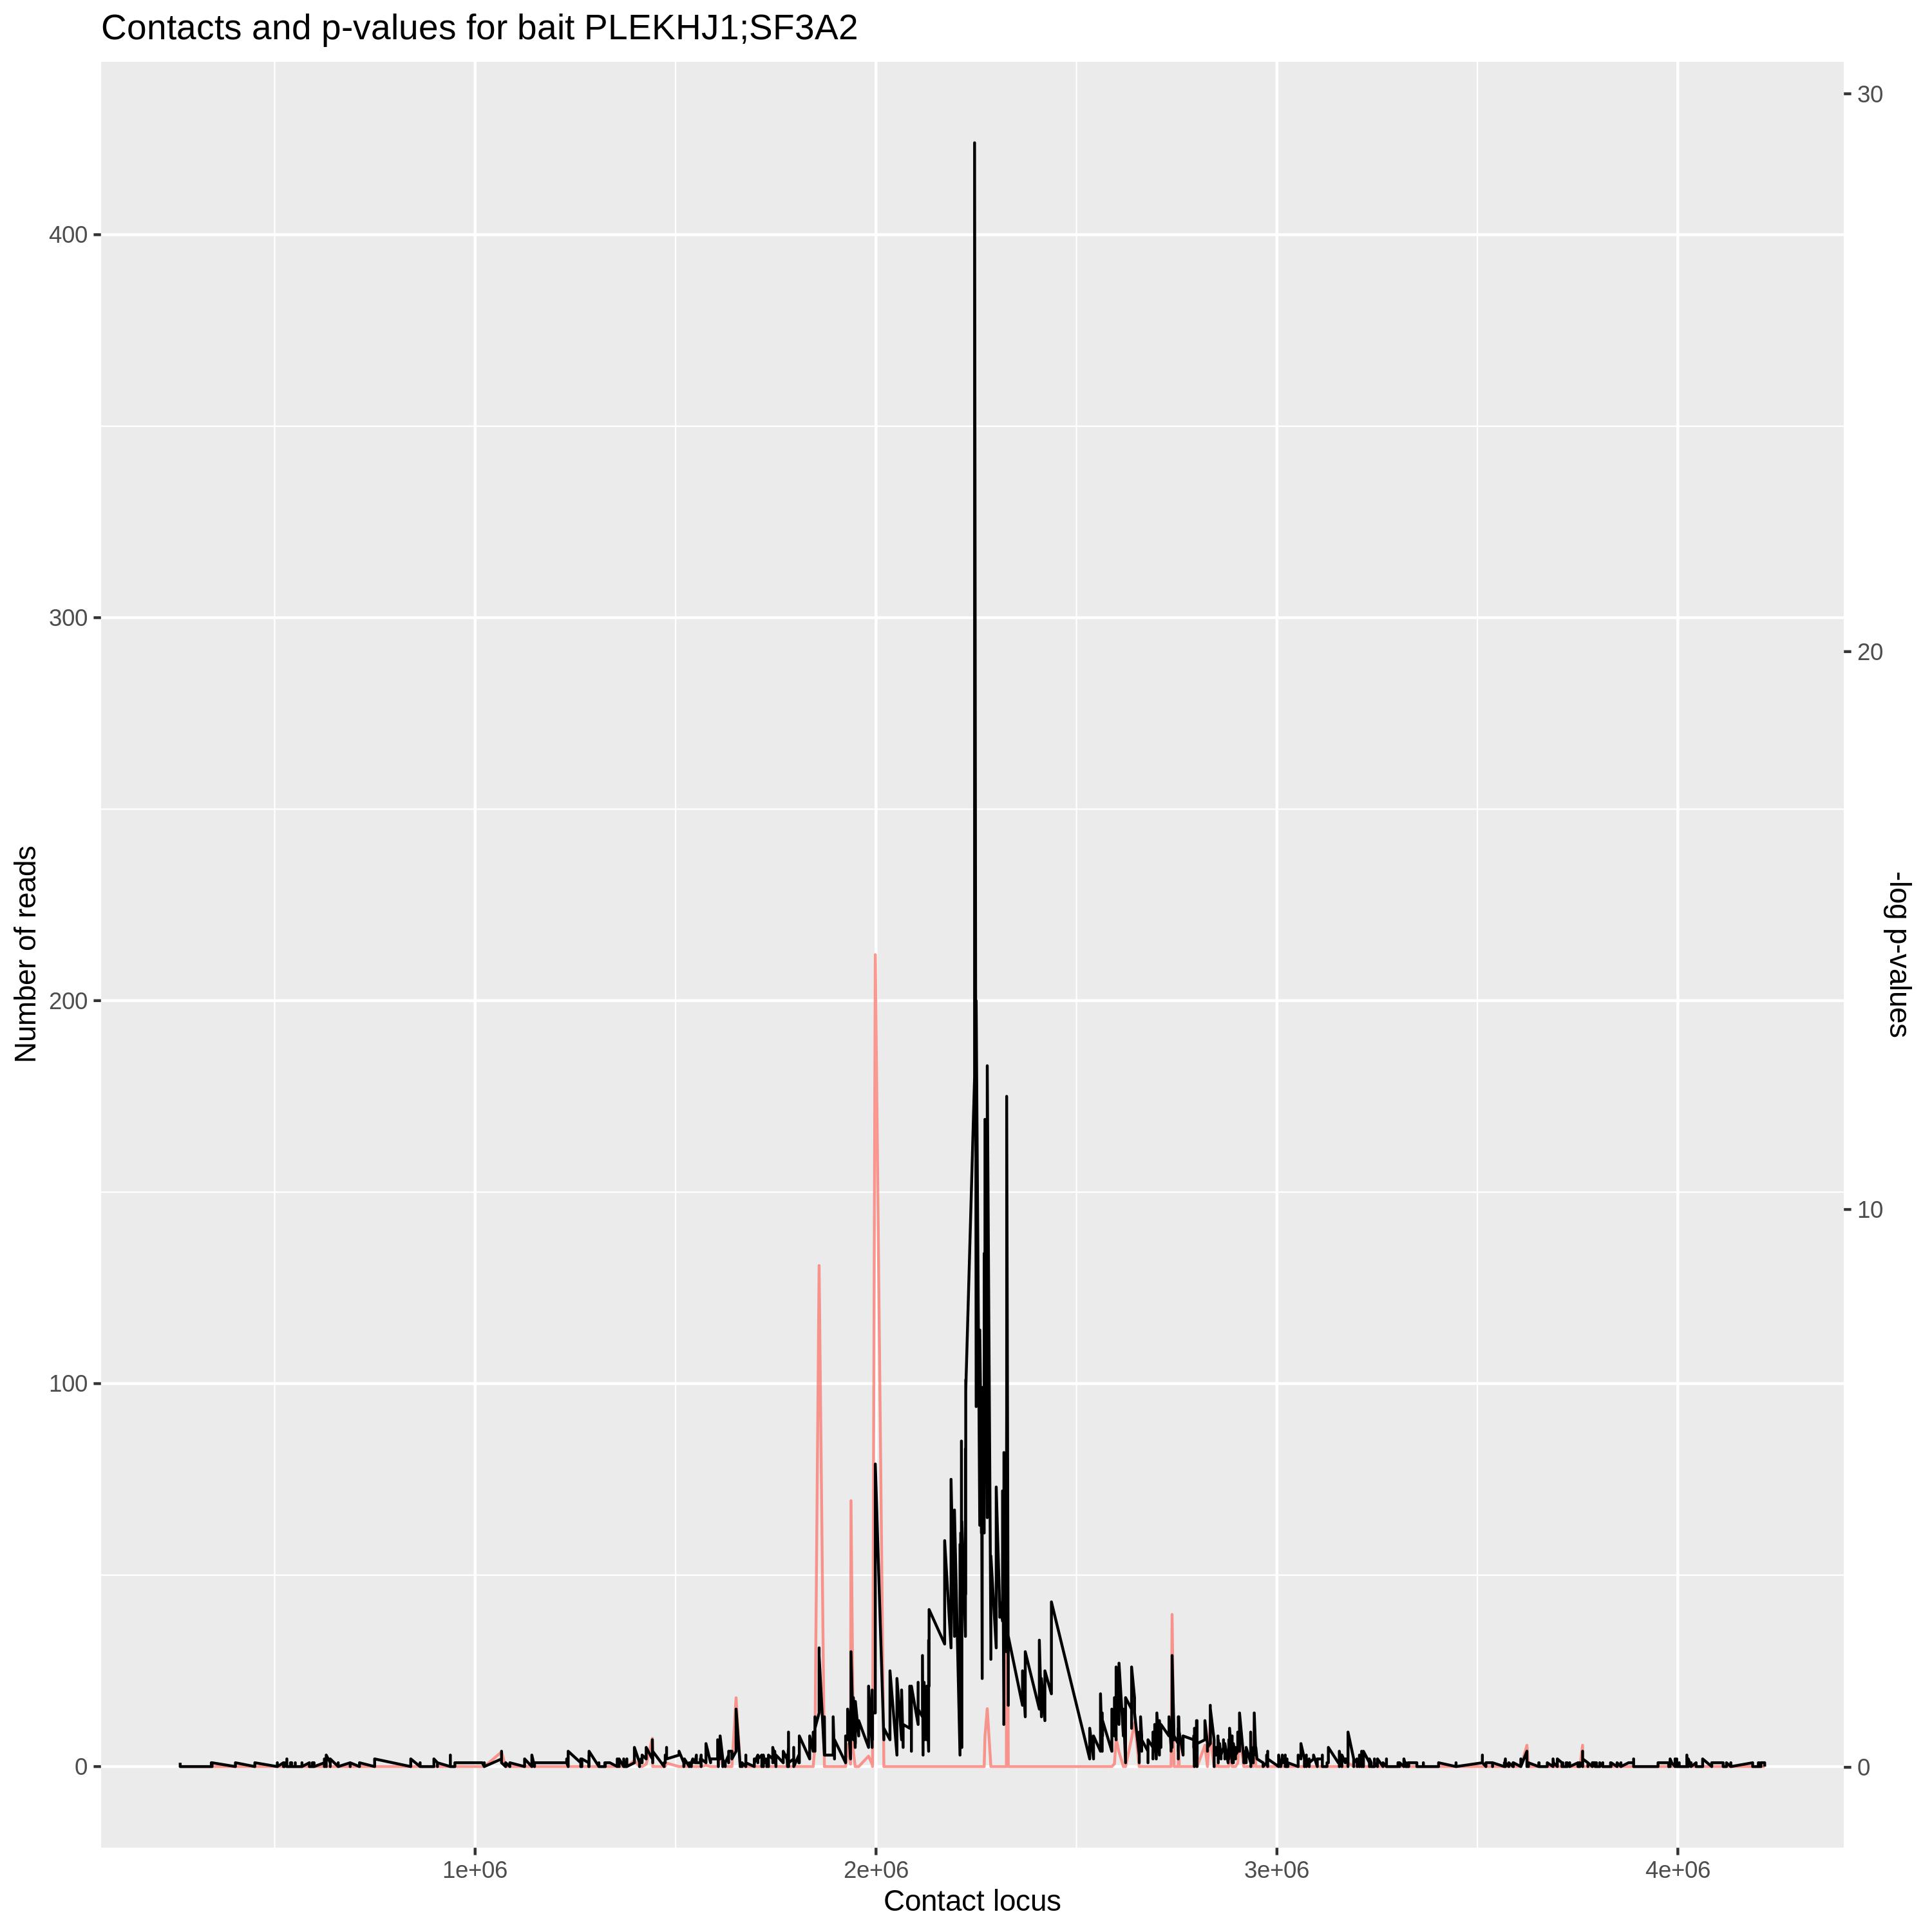 Contacts and p-values for bait PLEKHJ1;SF3A2
400
300
200
100
0
Number of reads
30
20
10
0
-log p-values
1e+06
2e+06
3e+06
4e+06
Contact locus